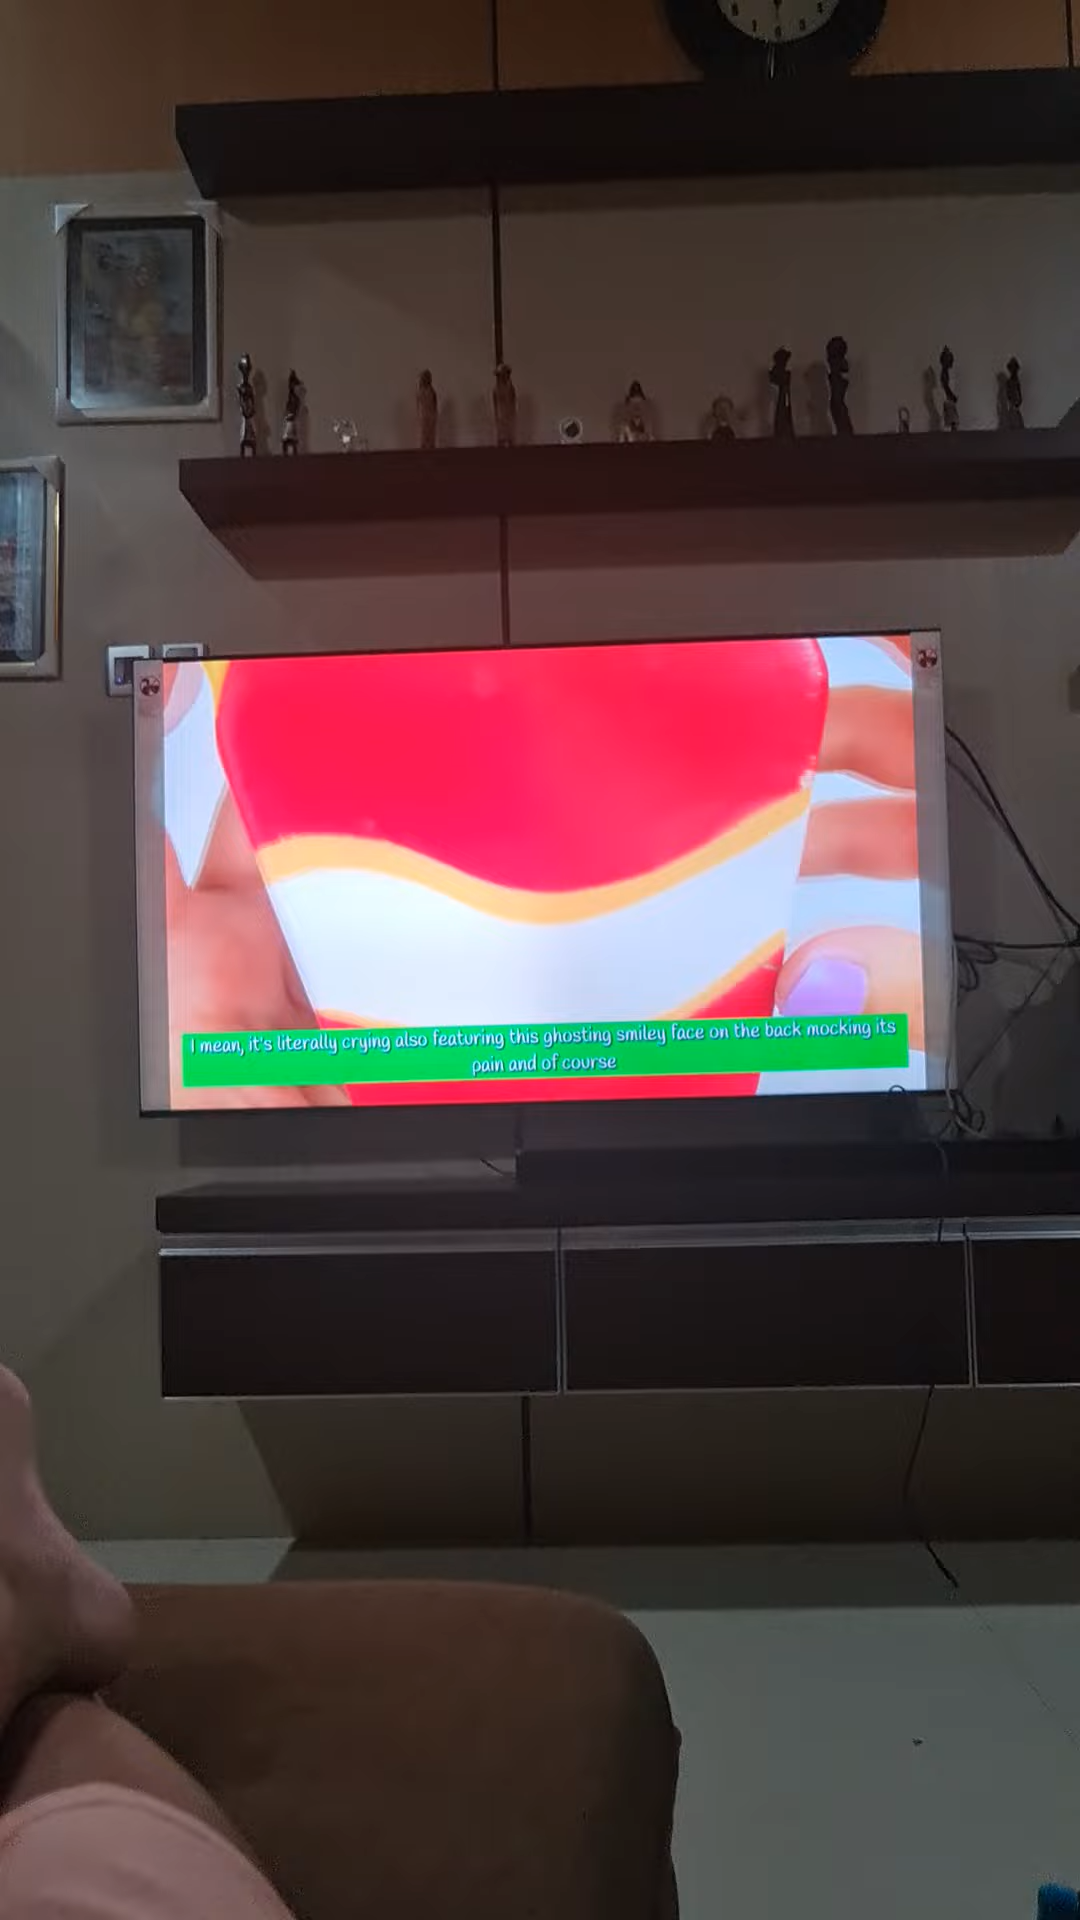 I mean, it's literally crying also featuring this ghosting smiley face on the back mocking its
pain and of course